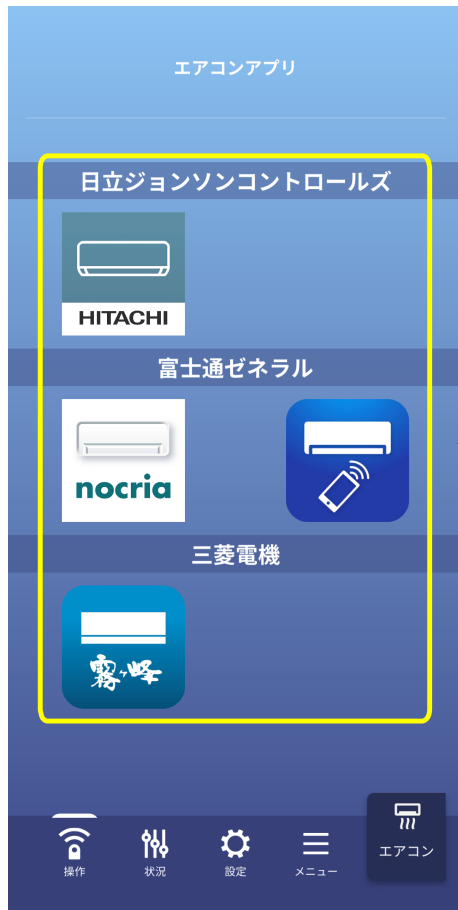 エアコンアプリ
日立ジョンソンコントロールズ
HITACHI
富士通ゼネラル
nocria
三菱電機
霧ヶ峰
エアコン
操作
状況
設定
メニュー